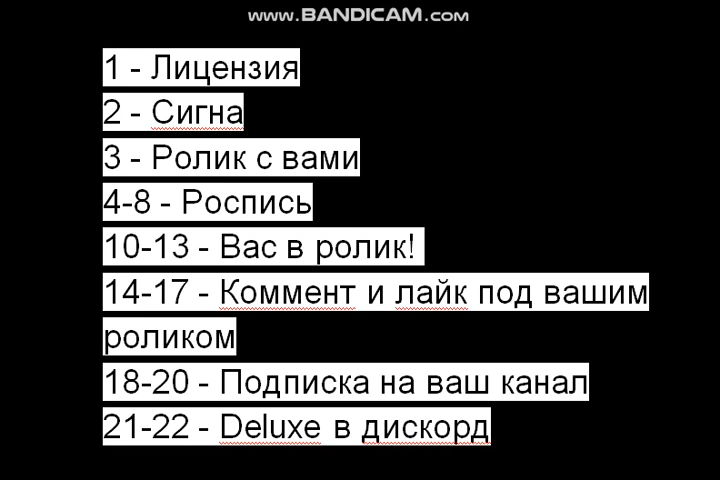 www.BANDICAM.com
1 - Лицензия
2 - Сигна
3 - Ролик с вами
4-8 - Роспись
10-13 - Вас в ролик!
14-17 - Коммент и лайк под вашим
роликом
18-20 - Подписка на ваш канал
21-22 - Deluxe в дискорд